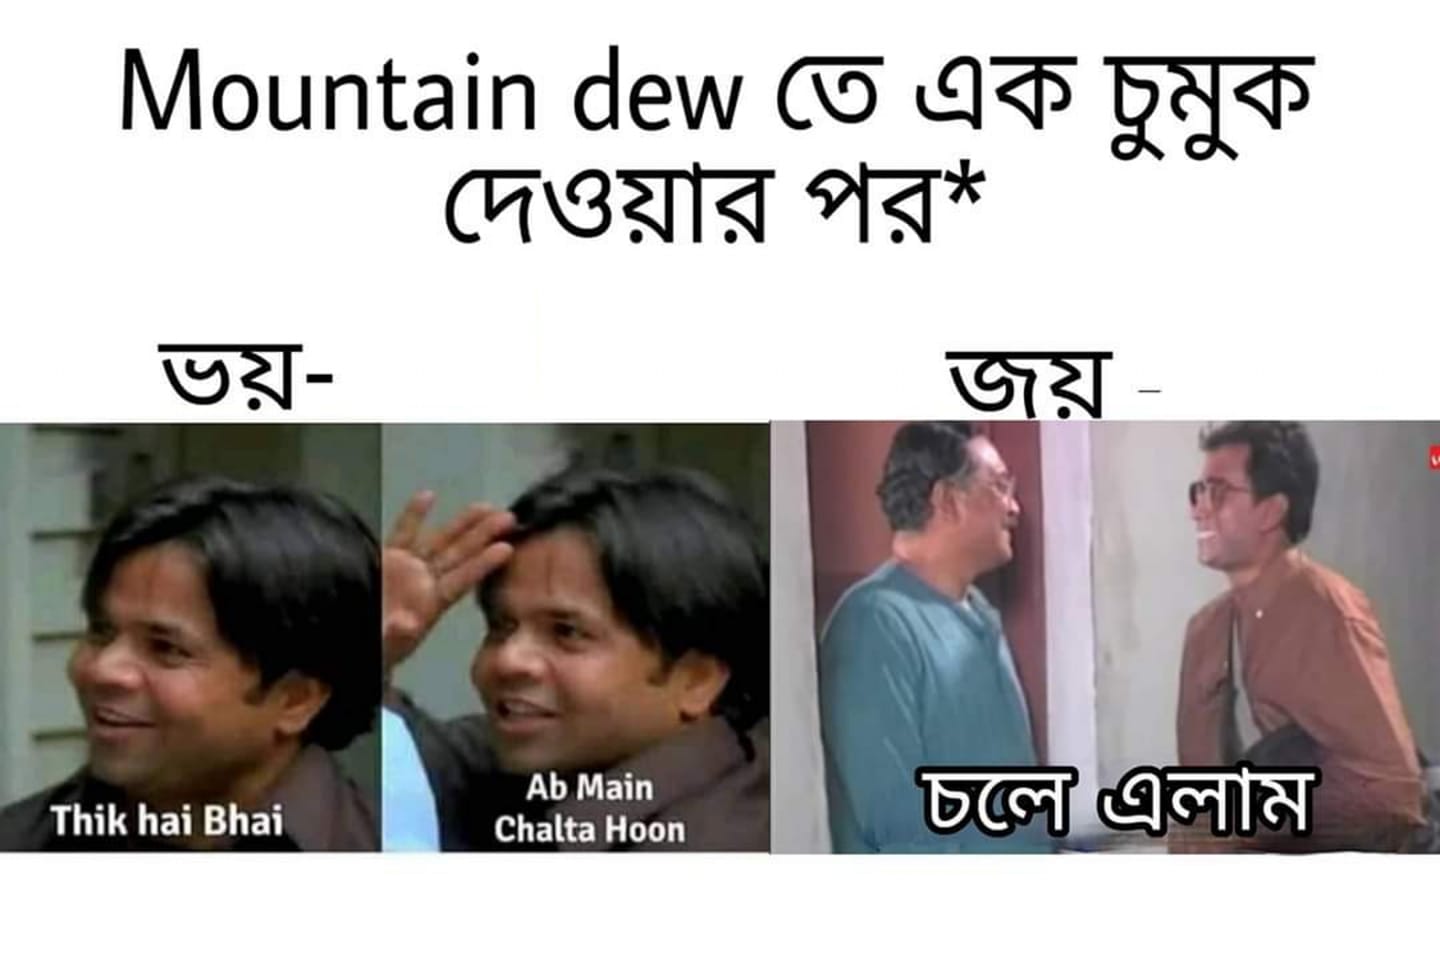 Mountain dew তে এক চুমুক
দেওয়ার পর*
ভয়-
জয় -
Thik hai Bhai
Ab Main
Chalta Hoon
চলে এলাম